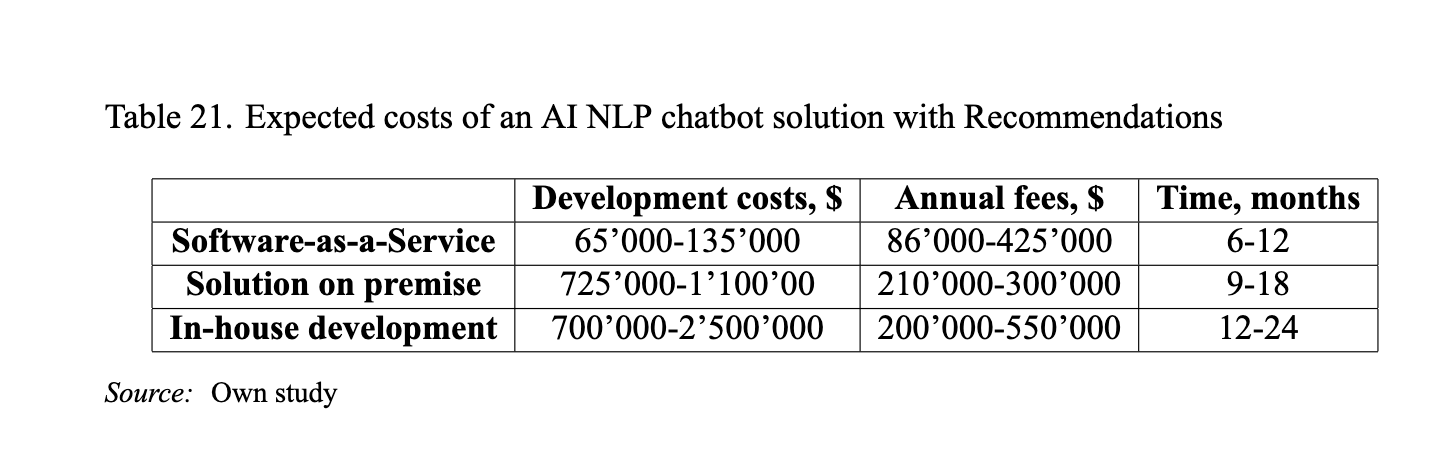 Table 21. Expected costs of an AI NLP chatbot solution with Recommendations
Development costs, $ Annual fees, $ Time, months
Software-as-a-Service 65’000-135’000 86’000-425’000 6-12
Solution on premise 725’000-1’100’00 210’000-300’000 9-18
In-house development 700’000-2’500’000 200’000-550’000 12-24
Source: Own study